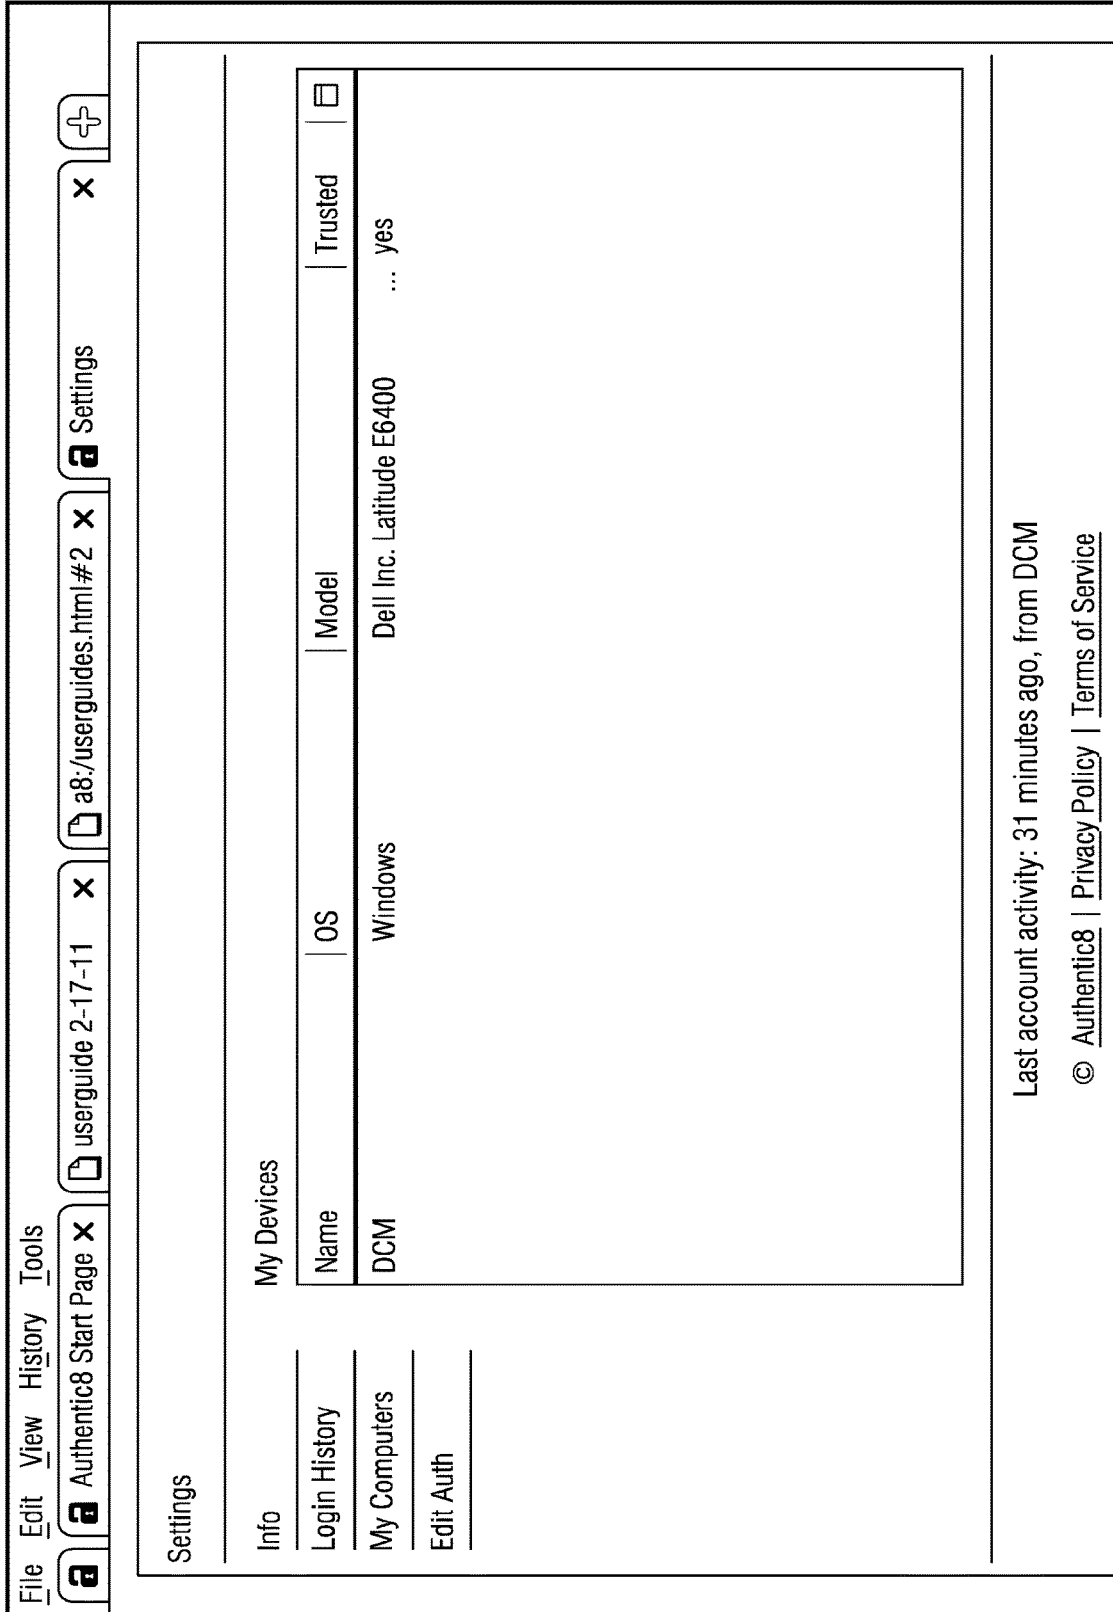 File Edit View History Tools
a Authentic8 Start Page X userguide 2-17-11 X a8:/userguides.html#2 X a Settings X
Settings
Info
Login History
My Computers
Edit Auth
My Devices
Name OS Model Trusted
DCM Windows Dell Inc. Latitude E6400 ... yes
Last account activity: 31 minutes ago, from DCM
© Authentic8 | Privacy Policy | Terms of Service